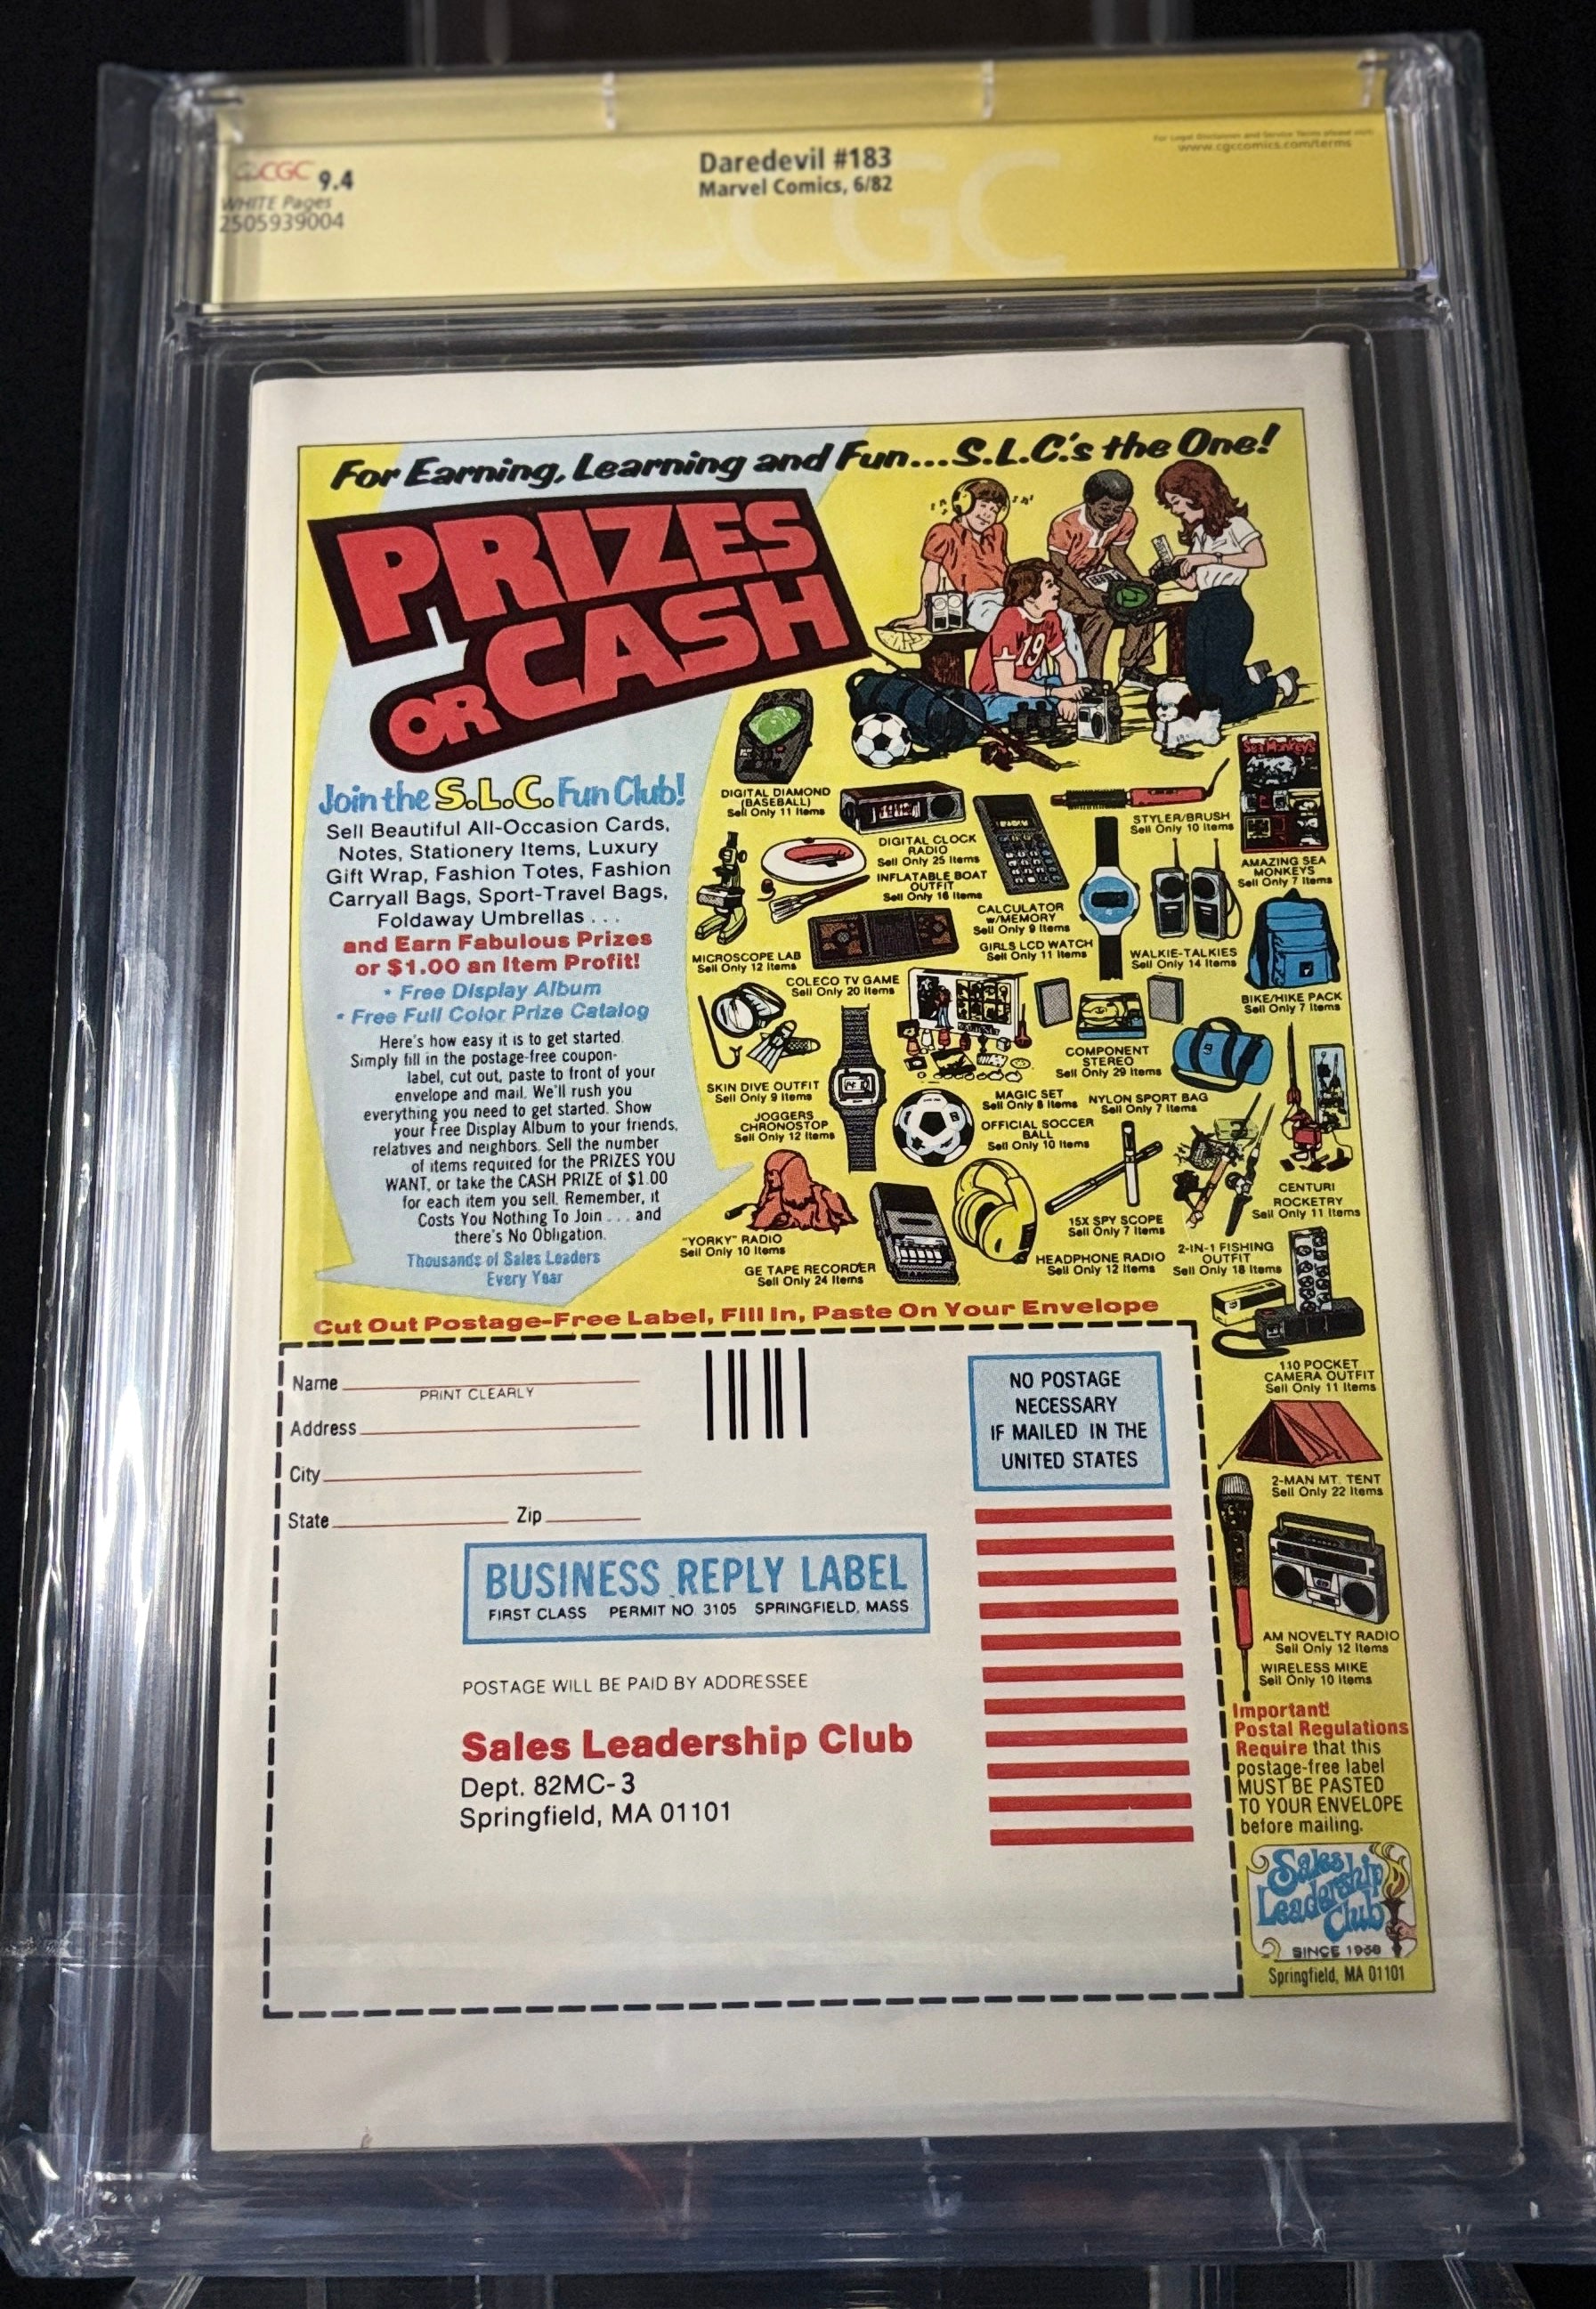 CGC 9.4
WHITE Pages
2505939004
Daredevil #183
Marvel Comics, 6/82
For Legal Disclaimer and Service Terms please visit:
www.cgccomics.com/terms
CGC
For Earning, Learning and Fun...S.L.C.'s the One!
PRIZES
OR CASH
19
Join the S.L.C. Fun Club!
Sell Beautiful All-Occasion Cards,
Notes, Stationery Items, Luxury
Gift Wrap, Fashion Totes, Fashion
Carryall Bags, Sport-Travel Bags,
Foldaway Umbrellas . . .
and Earn Fabulous Prizes
or $1.00 an Item Profit!
• Free Display Album
• Free Full Color Prize Catalog
Here's how easy it is to get started.
Simply fill in the postage-free coupon-
label, cut out, paste to front of your
envelope and mail. We'll rush you
everything you need to get started. Show
your Free Display Album to your friends,
relatives and neighbors. Sell the number
of items required for the PRIZES YOU
WANT, or take the CASH PRIZE of $1.00
for each item you sell. Remember, it
Costs You Nothing To Join . . . and
there's No Obligation.
Thousands of Sales Leaders
Every Year
DIGITAL DIAMOND
(BASEBALL)
Sell Only 11 Items
DIGITAL CLOCK
RADIO
Sell Only 25 Items
STYLER/BRUSH
Sell Only 10 Items
Sea Monkeys
AMAZING SEA
MONKEYS
Sell Only 7 Items
INFLATABLE BOAT
OUTFIT
Sell Only 16 Items
CALCULATOR
w/MEMORY
Sell Only 9 Items
GIRLS LCD WATCH
Sell Only 11 Items
WALKIE-TALKIES
Sell Only 14 Items
MICROSCOPE LAB
Sell Only 12 Items
COLECO TV GAME
Sell Only 20 Items
BIKE/HIKE PACK
Sell Only 7 Items
COMPONENT
STEREO
Sell Only 29 Items
SKIN DIVE OUTFIT
Sell Only 9 Items
MAGIC SET
Sell Only 8 Items
NYLON SPORT BAG
Sell Only 7 Items
JOGGERS
CHRONOSTOP
Sell Only 12 Items
OFFICIAL SOCCER
BALL
Sell Only 10 Items
CENTURI
ROCKETRY
Sell Only 11 Items
"YORKY" RADIO
Sell Only 10 Items
15X SPY SCOPE
Sell Only 7 Items
GE TAPE RECORDER
Sell Only 24 Items
HEADPHONE RADIO
Sell Only 12 Items
2-IN-1 FISHING
OUTFIT
Sell Only 18 Items
110 POCKET
CAMERA OUTFIT
Sell Only 11 Items
2-MAN MT. TENT
Sell Only 22 Items
AM NOVELTY RADIO
Sell Only 12 Items
WIRELESS MIKE
Sell Only 10 Items
Cut Out Postage-Free Label, Fill In, Paste On Your Envelope
Name
PRINT CLEARLY
Address
City
State Zip
NO POSTAGE
NECESSARY
IF MAILED IN THE
UNITED STATES
BUSINESS REPLY LABEL
FIRST CLASS PERMIT NO. 3105 SPRINGFIELD, MASS.
POSTAGE WILL BE PAID BY ADDRESSEE
Sales Leadership Club
Dept. 82MC-3
Springfield, MA 01101
Important!
Postal Regulations
Require that this
postage-free label
MUST BE PASTED
TO YOUR ENVELOPE
before mailing.
Sales
Leadership
Club
SINCE 1938
Springfield, MA 01101